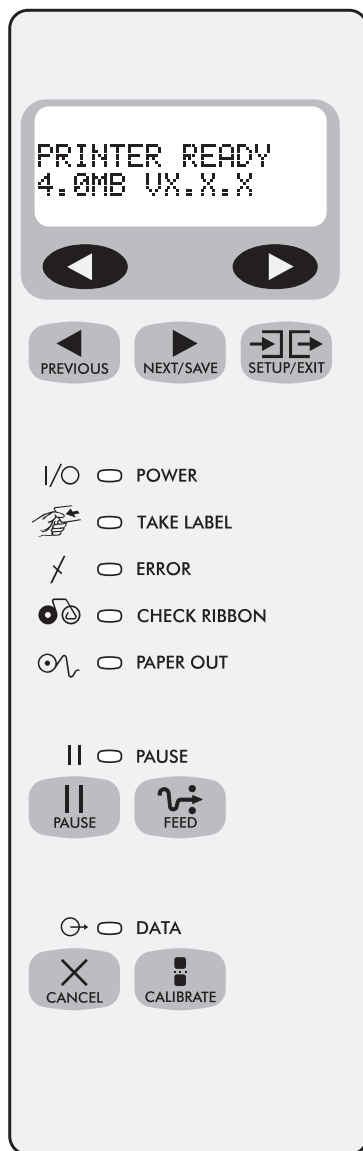 PRINTER READY
4.0MB VX.X.X
PREVIOUS
NEXT/SAVE
SETUP/EXIT
POWER
TAKE LABEL
ERROR
CHECK RIBBON
PAPER OUT
PAUSE
PAUSE
FEED
DATA
CANCEL
CALIBRATE